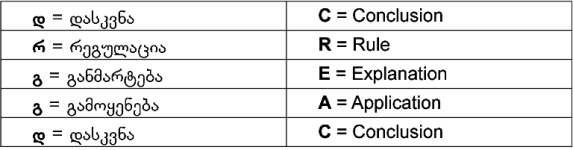 დ = დასკვნა C = Conclusion
რ = რეგულაცია R = Rule
გ = განმარტება E = Explanation
გ = გამოყენება A = Application
დ = დასკვნა C = Conclusion